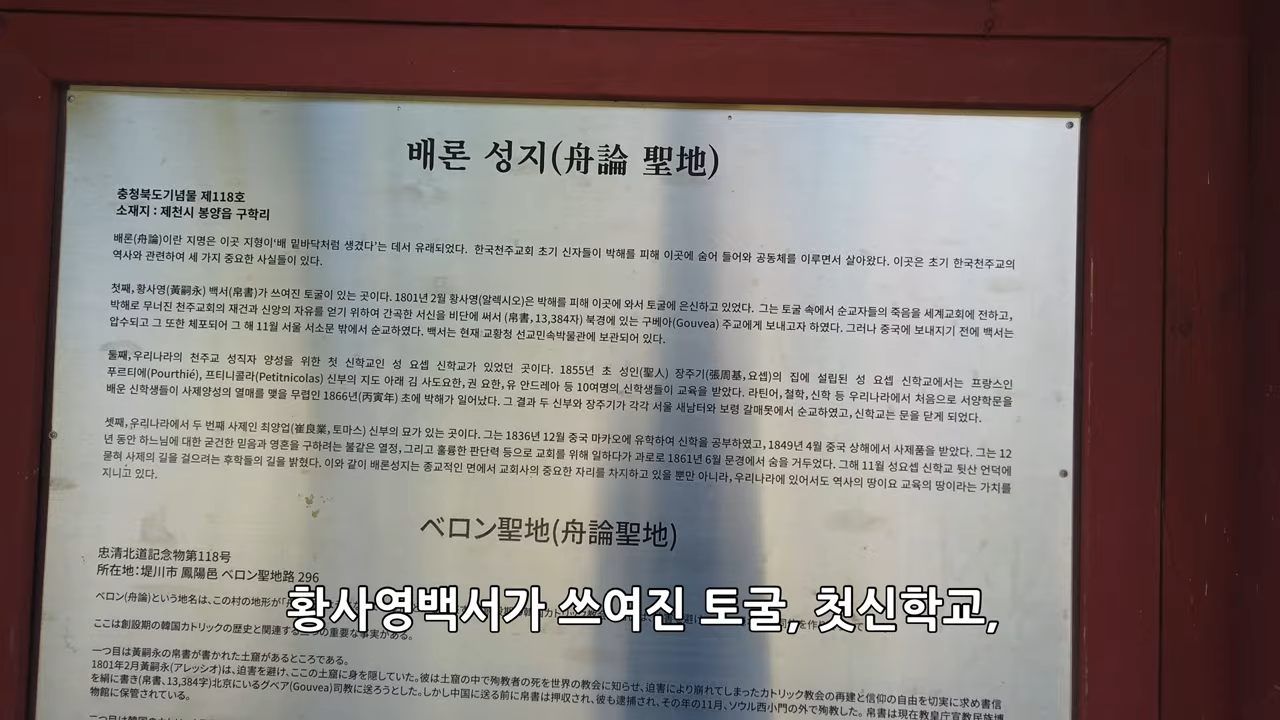 배론 성지(舟論 聖地)
충청북도기념물 제118호
소재지 : 제천시 봉양읍 구학리
배론(舟論)이란 지명은 이곳 지형이‘배 밑바닥처럼 생겼다’는 데서 유래되었다. 한국천주교회 초기 신자들이 박해를 피해 이곳에 숨어 들어와 공동체를 이루면서 살아왔다. 이곳은 초기 한국천주교의
역사와 관련하여 세 가지 중요한 사실들이 있다.
첫째, 황사영(黃嗣永) 백서(帛書)가 쓰여진 토굴이 있는 곳이다. 1801년 2월 황사영(알렉시오)은 박해를 피해 이곳에 와서 토굴에 은신하고 있었다. 그는 토굴 속에서 순교자들의 죽음을 세계교회에 전하고,
박해로 무너진 천주교회의 재건과 신앙의 자유를 얻기 위하여 간곡한 서신을 비단에 써서 (帛書, 13,384자) 북경에 있는 구베아(Gouvea) 주교에게 보내고자 하였다. 그러나 중국에 보내지기 전에 백서는
압수되고 그 또한 체포되어 그 해 11월 서울 서소문 밖에서 순교하였다. 백서는 현재 교황청 선교민속박물관에 보관되어 있다.
둘째, 우리나라의 천주교 성직자 양성을 위한 첫 신학교인 성 요셉 신학교가 있었던 곳이다. 1855년 초 성인(聖人) 장주기(張周基, 요셉)의 집에 설립된 성 요셉 신학교에서는 프랑스인
푸르티에(Pourthié), 프티니콜라(Petitnicolas) 신부의 지도 아래 김 사도요한, 권 요한, 유 안드레아 등 10여명의 신학생들이 교육을 받았다. 라틴어, 철학, 신학 등 우리나라에서 처음으로 서양학문을
배운 신학생들이 사제양성의 열매를 맺을 무렵인 1866년(丙寅年) 초에 박해가 일어났다. 그 결과 두 신부와 장주기가 각각 서울 새남터와 보령 갈매못에서 순교하였고, 신학교는 문을 닫게 되었다.
셋째, 우리나라에서 두 번째 사제인 최양업(崔良業, 토마스) 신부의 묘가 있는 곳이다. 그는 1836년 12월 중국 마카오에 유학하여 신학을 공부하였고, 1849년 4월 중국 상해에서 사제품을 받았다. 그는 12
년 동안 하느님에 대한 굳건한 믿음과 영혼을 구하려는 불같은 열정, 그리고 훌륭한 판단력 등으로 교회를 위해 일하다가 과로로 1861년 6월 문경에서 숨을 거두었다. 그해 11월 성요셉 신학교 뒷산 언덕에
묻혀 사제의 길을 걸으려는 후학들의 길을 밝혔다. 이와 같이 배론성지는 종교적인 면에서 교회사의 중요한 자리를 차지하고 있을 뿐만 아니라, 우리나라에 있어서도 역사의 땅이요 교육의 땅이라는 가치를
지니고 있다.
ベロン聖地(舟論聖地)
忠清北道記念物第118号
所在地：堤川市 鳳陽邑 ベロン聖地路 296
황사영백서가 쓰여진 토굴, 첫신학교,
ベロン(舟論)という地名は、この村の地形が
ここは創設期の韓国カトリックの歴史と関連する 重要な事実がある。
一つ目は黃嗣永の帛書が書かれた土窟があるところである。
1801年2月黃嗣永(アレッシオ)は、迫害を避け、ここの土窟に身を隠していた。彼は土窟の中で殉教者の死を世界の教会に知らせ、迫害により崩れてしまったカトリック教会の再建と信仰の自由を切実に求め書信
を絹に書き(帛書、13,384字)北京にいるグベア(Gouvea)司教に送ろうとした。しかし中国に送る前に帛書は押収され、彼も逮捕され、その年の11月、ソウル西小門の外で殉教した。帛書は現在教皇庁宣教民族博
物館に保管されている。